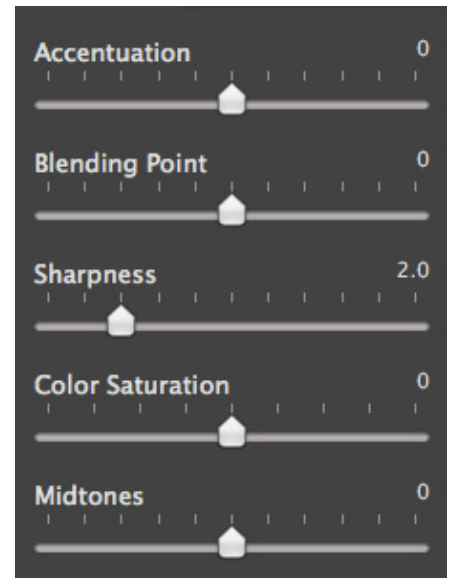 Accentuation 0
Blending Point 0
Sharpness 2.0
Color Saturation 0
Midtones 0